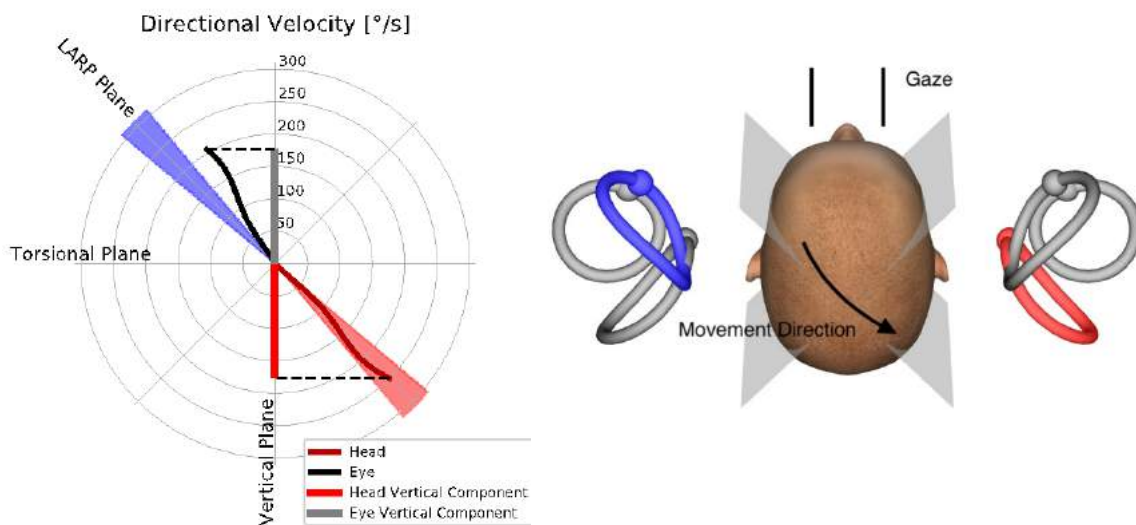 Directional Velocity [°/s]
LARP Plane
300
250
200
150
100
50
Torsional Plane
Vertical Plane
Head
Eye
Head Vertical Component
Eye Vertical Component
Gaze
Movement Direction